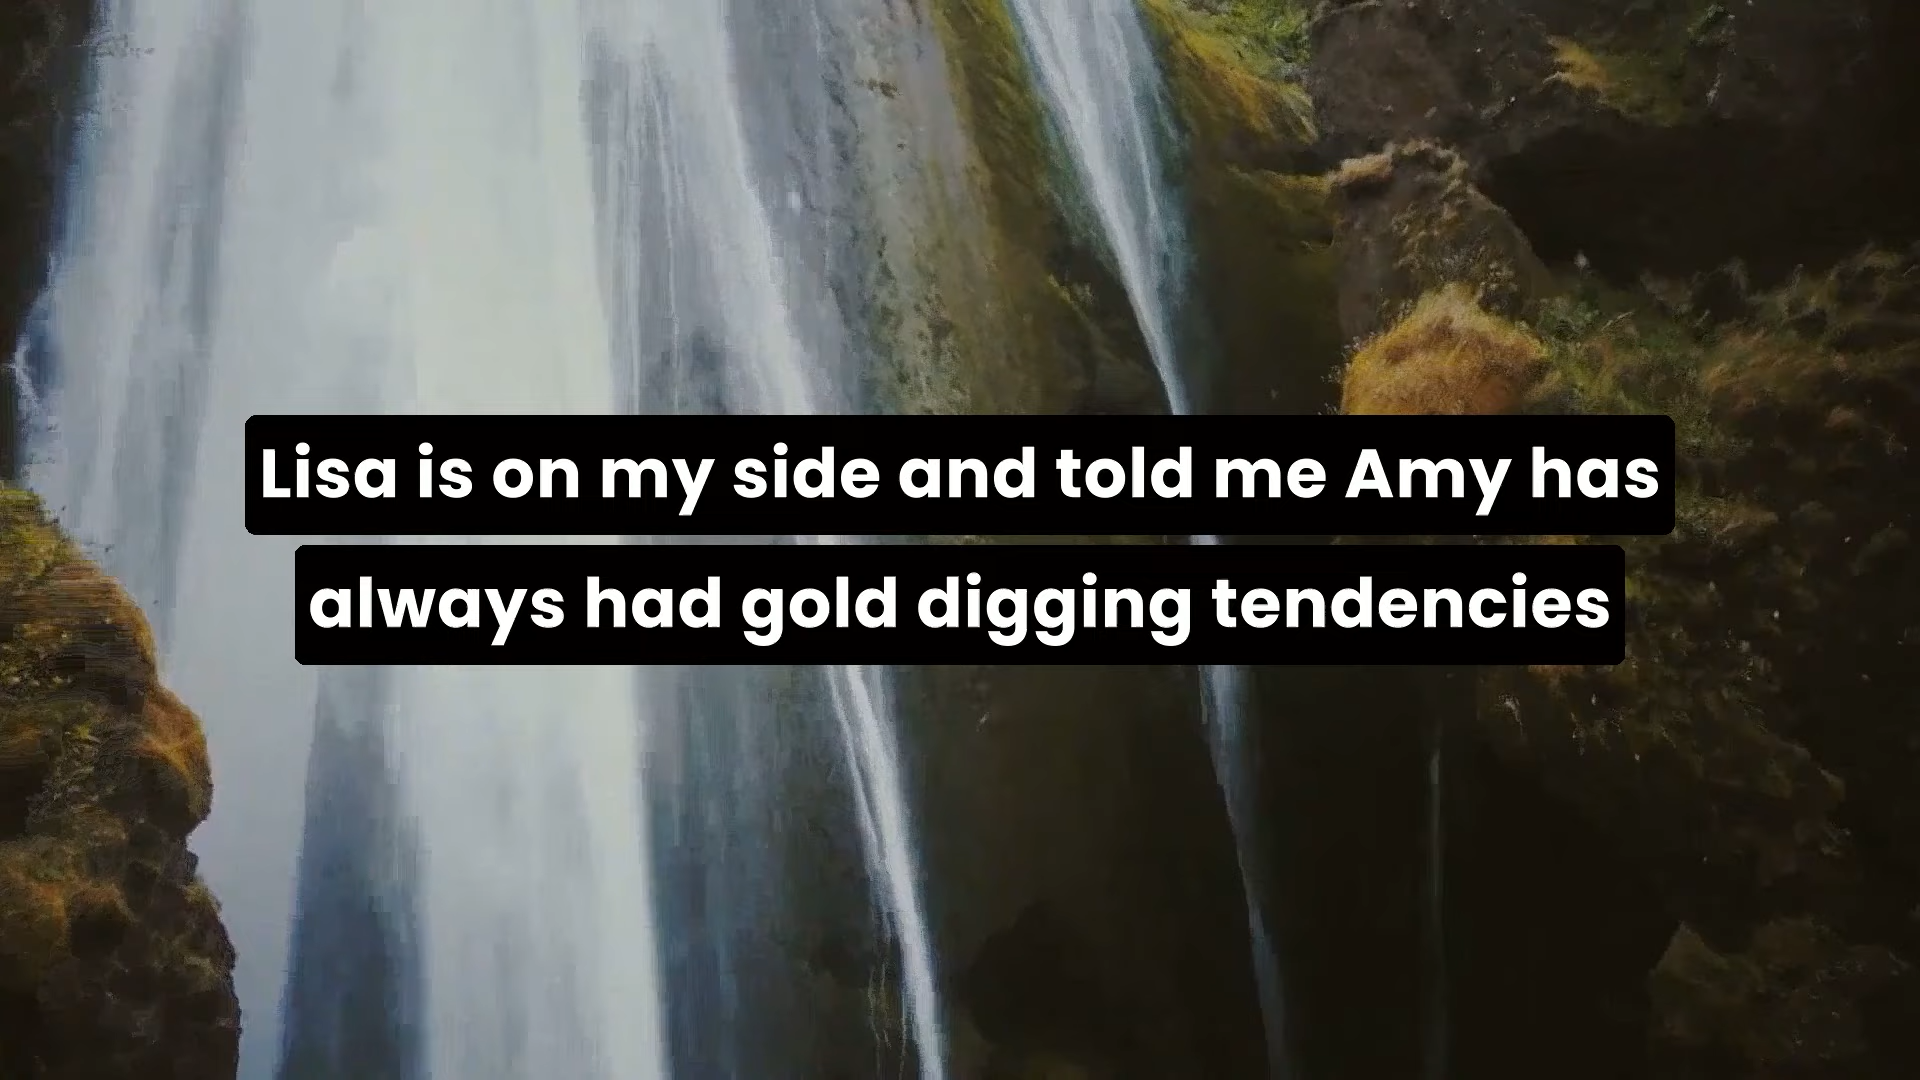 Lisa is on my side and told me Amy has
always had gold digging tendencies